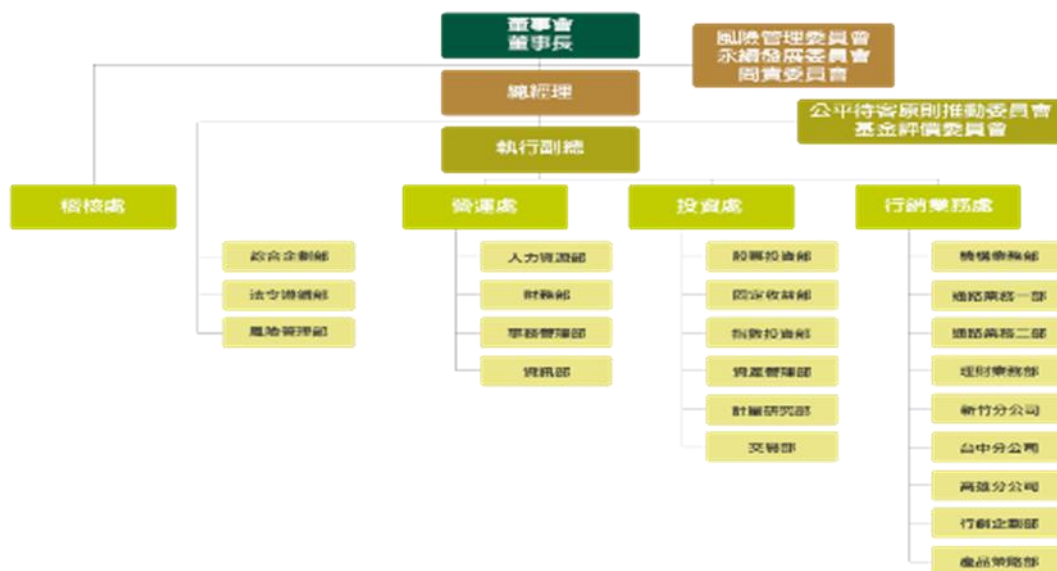 董事會
董事長
風險管理委員會
永續發展委員會
問責委員會
總經理
公平待客原則推動委員會
基金評價委員會
執行副總
稽核處
營運處
投資處
行銷業務處
綜合企劃部
法令遵循部
風險管理部
人力資源部
財務部
事務管理部
資訊部
股票投資部
固定收益部
指數投資部
資產管理部
計量研究部
交易部
機構業務部
通路業務一部
通路業務二部
理財業務部
新竹分公司
台中分公司
高雄分公司
行銷企劃部
產品策略部